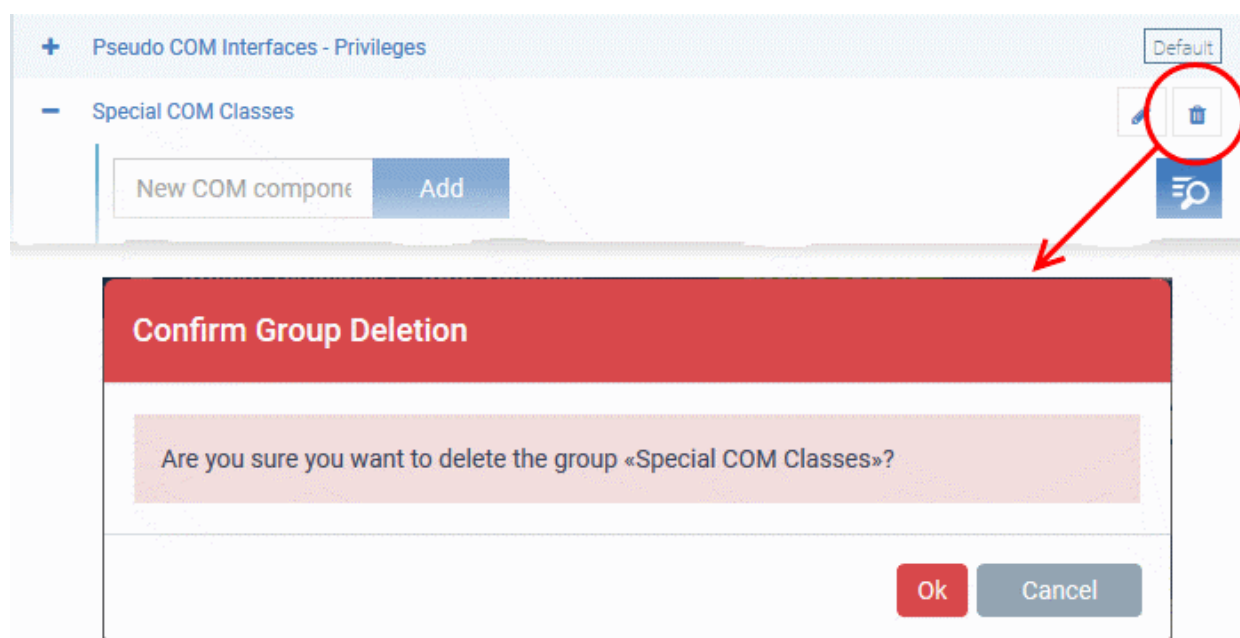 Pseudo COM Interfaces - Privileges
Default
Special COM Classes
New COM compone
Add
Confirm Group Deletion
Are you sure you want to delete the group «Special COM Classes»?
Ok
Cancel